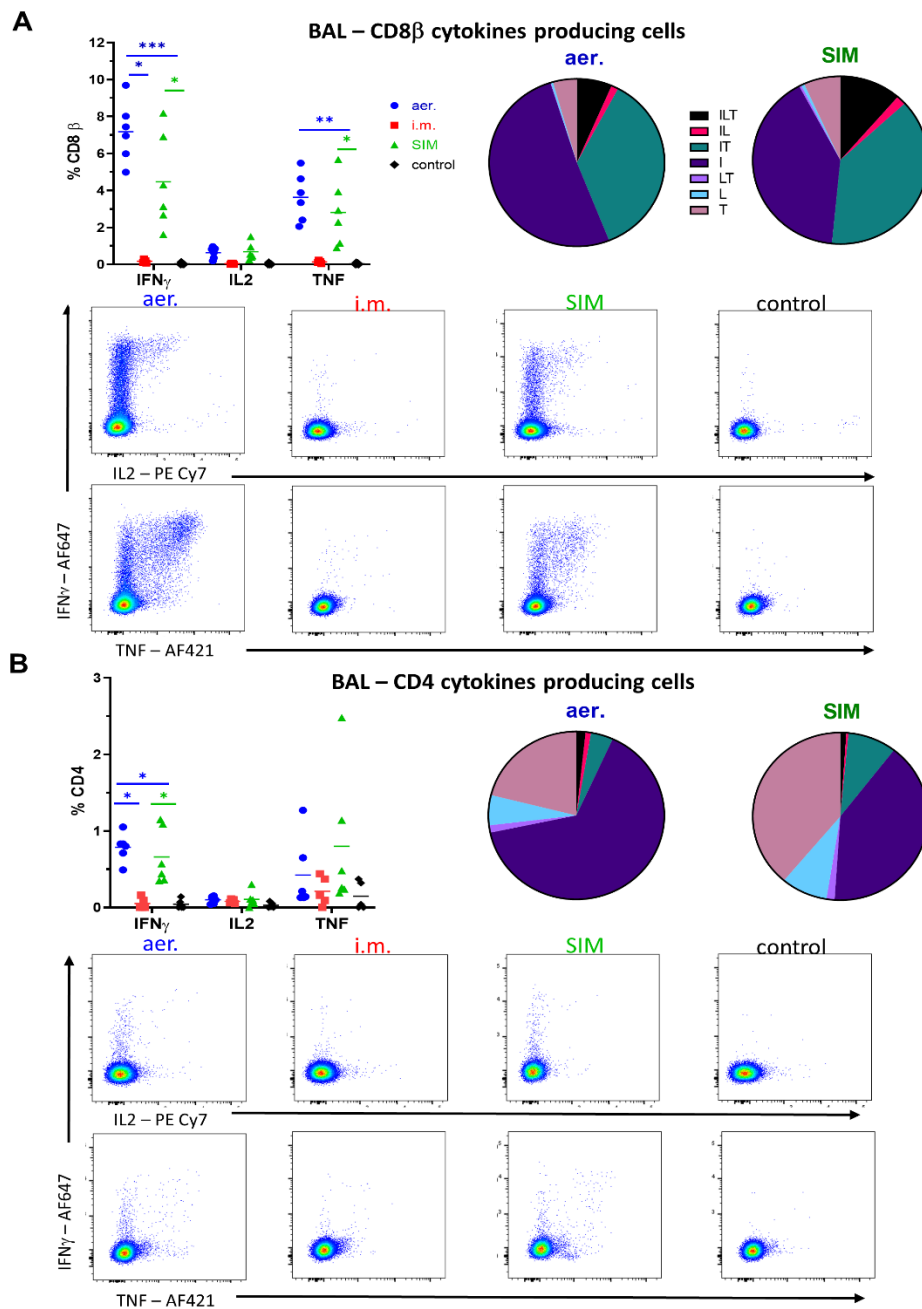 A
BAL – CD8β cytokines producing cells
aer.
SIM
% CD8 β
12
10
8
6
4
2
0
***
*
*
**
*
aer.
i.m.
SIM
control
ILT
IL
IT
I
LT
L
T
IFNγ
IL2
TNF
aer.
i.m.
SIM
control
IL2 – PE Cy7
IFNγ – AF647
TNF – AF421
B
BAL – CD4 cytokines producing cells
aer.
SIM
% CD4
3
2
1
0
*
*
*
IFNγ
IL2
TNF
aer.
i.m.
SIM
control
IL2 – PE Cy7
IFNγ – AF647
TNF – AF421